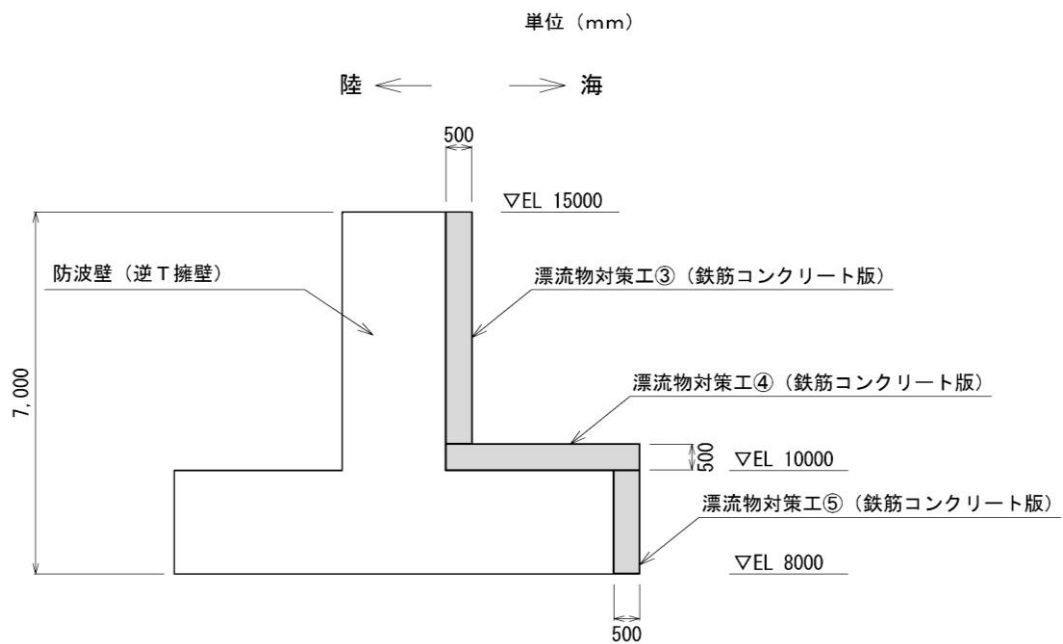 単位(mm)
陸
海
500
▽EL 15000
防波壁(逆T擁壁)
漂流物対策工③(鉄筋コンクリート版)
7,000
漂流物対策工④(鉄筋コンクリート版)
500
▽EL 10000
漂流物対策工⑤(鉄筋コンクリート版)
▽EL 8000
500